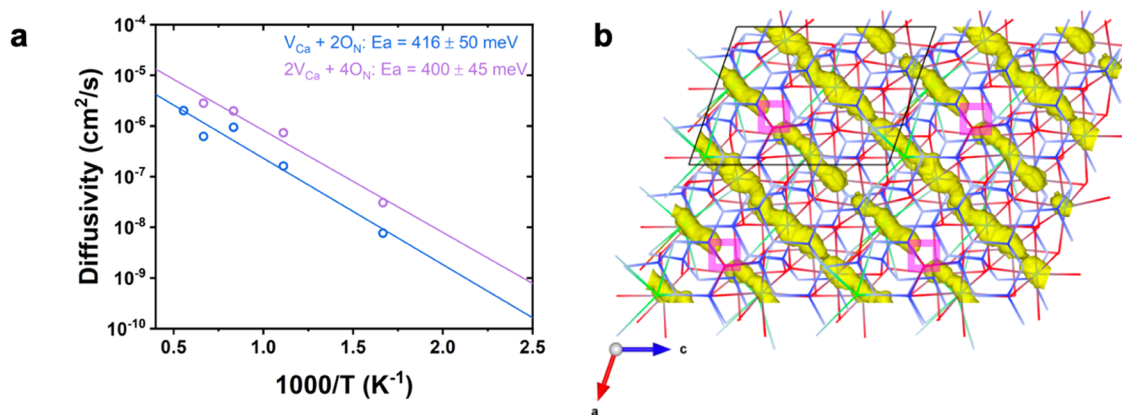 a
b
10⁻⁴
10⁻⁵
10⁻⁶
10⁻⁷
10⁻⁸
10⁻⁹
10⁻¹⁰
Diffusivity (cm²/s)
V_Ca + 2O_N: Ea = 416 ± 50 meV
2V_Ca + 4O_N: Ea = 400 ± 45 meV
0.5 1.0 1.5 2.0 2.5
1000/T (K⁻¹)
c
a